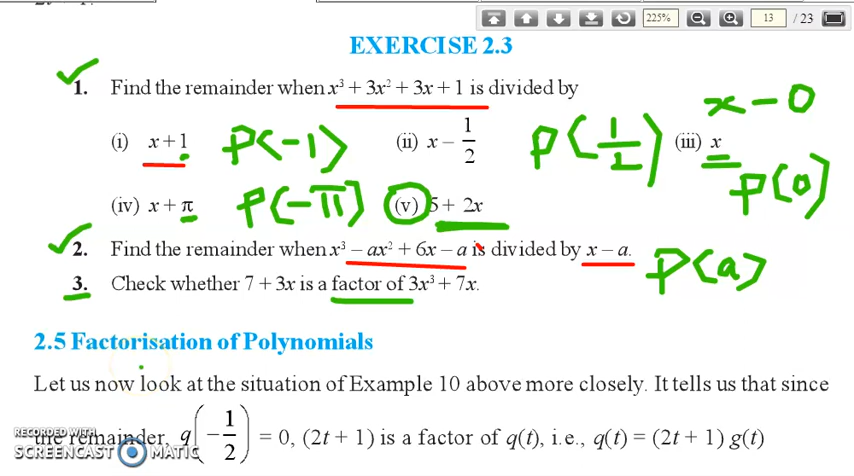 225% 13 / 23
EXERCISE 2.3
1. Find the remainder when x³ + 3x² + 3x + 1 is divided by
x – 0
(i) x + 1 P(-1) (ii) x – 1/2 P(1/2) (iii) x
P(0)
(iv) x + π P(-π) (v) 5 + 2x
2. Find the remainder when x³ – ax² + 6x – a is divided by x – a.
P(a)
3. Check whether 7 + 3x is a factor of 3x³ + 7x.
2.5 Factorisation of Polynomials
Let us now look at the situation of Example 10 above more closely. It tells us that since
RECORDED WITH
the remainder, q(–1/2) = 0, (2t + 1) is a factor of q(t), i.e., q(t) = (2t + 1) g(t)
SCREENCAST MATIC